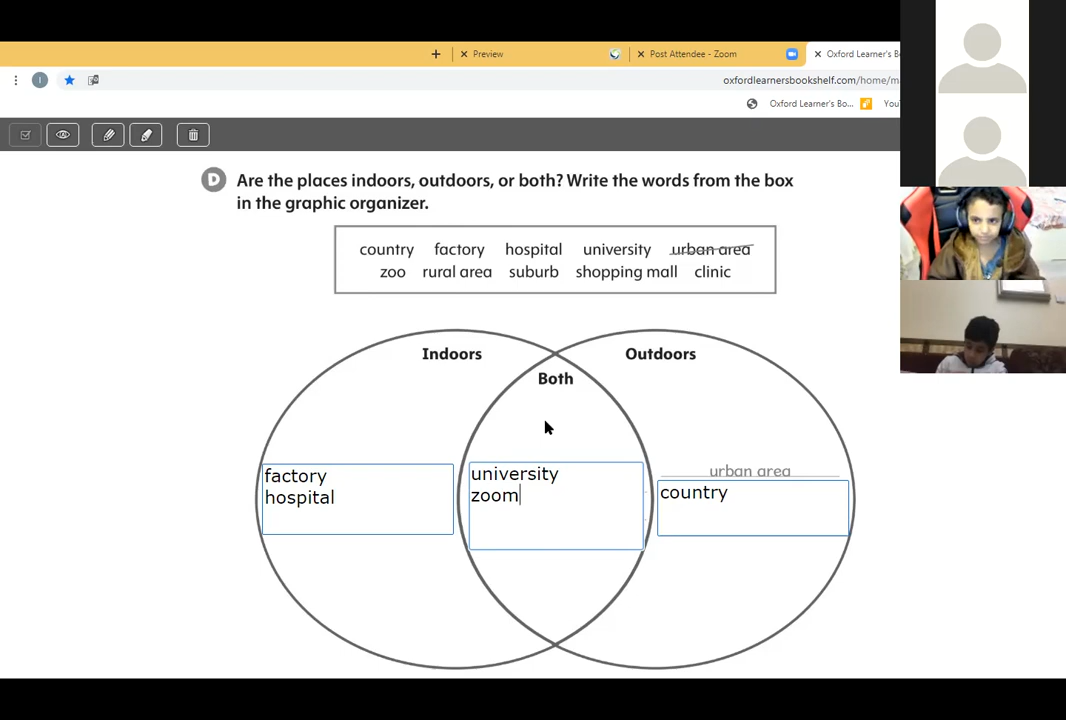 Preview
Post Attendee - Zoom
Oxford Learner's Bo
oxfordlearnersbookshelf.com/home/m
Oxford Learner's Bo...
You
D Are the places indoors, outdoors, or both? Write the words from the box
in the graphic organizer.
country factory hospital university urban area
zoo rural area suburb shopping mall clinic
Indoors
Outdoors
Both
urban area
factory
hospital
university
zoom
country